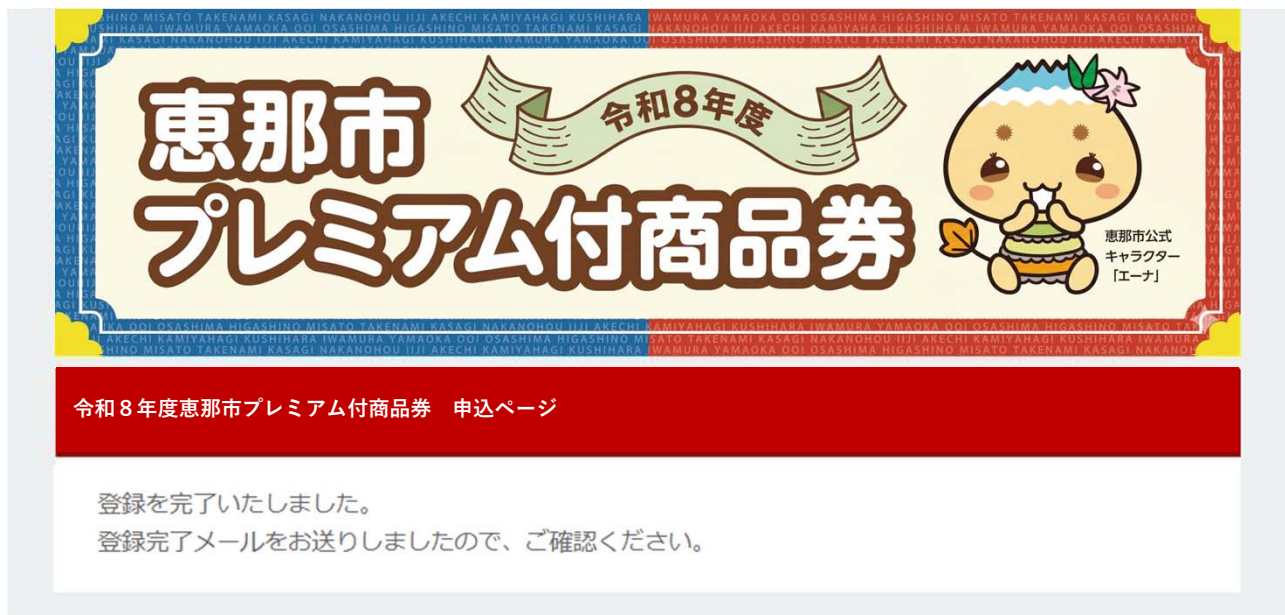 令和8年度
恵那市
プレミアム付商品券
恵那市公式
キャラクター
「エーナ」
令和８年度恵那市プレミアム付商品券　申込ページ
登録を完了いたしました。
登録完了メールをお送りしましたので、ご確認ください。